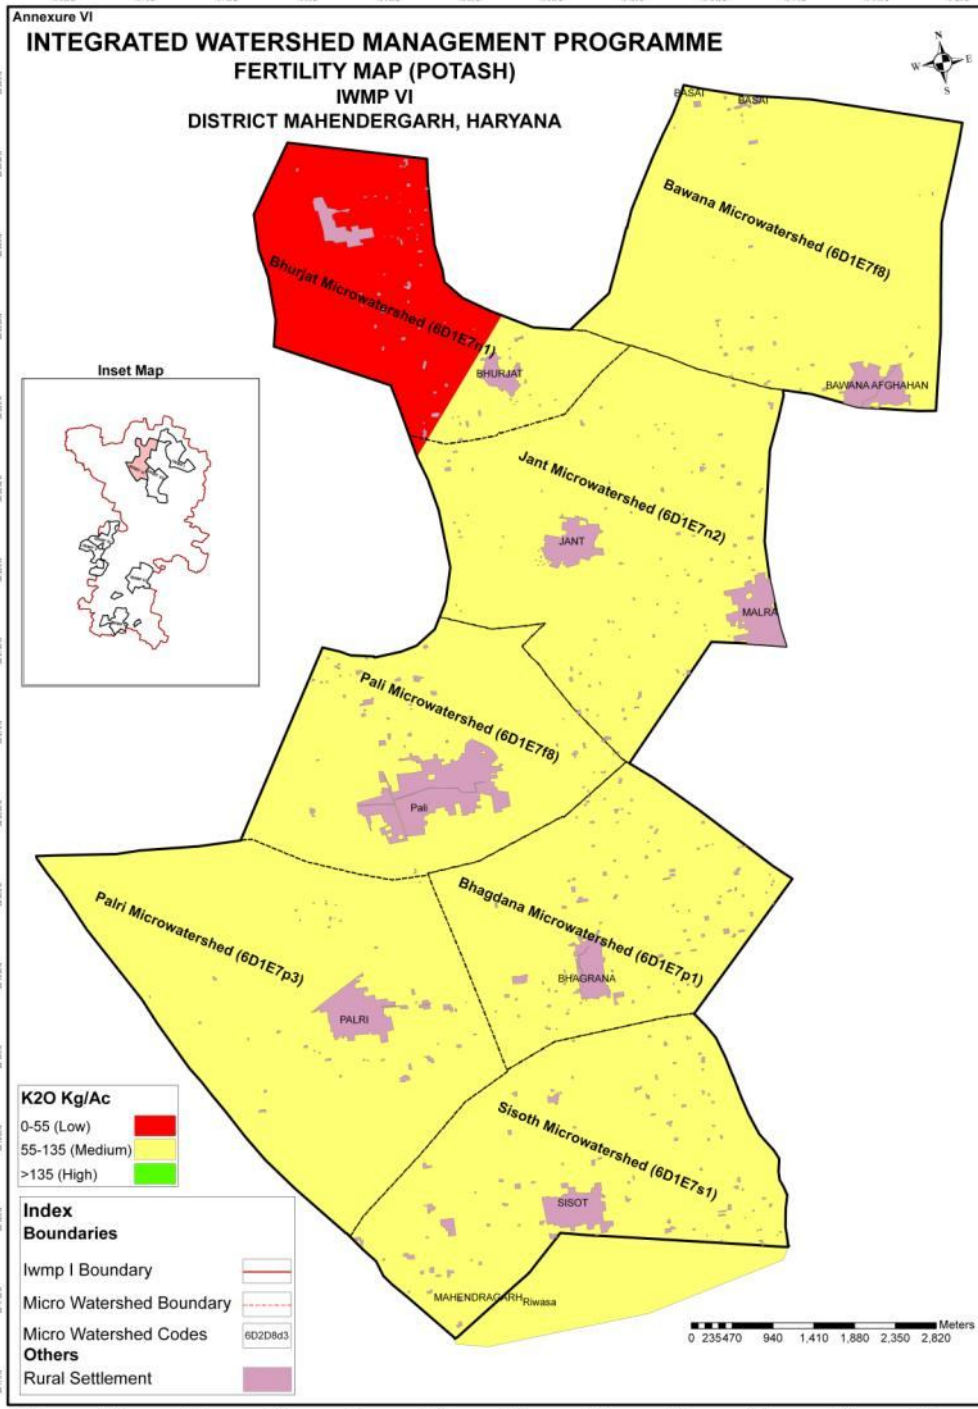 Annexure VI
INTEGRATED WATERSHED MANAGEMENT PROGRAMME
FERTILITY MAP (POTASH)
IWMP VI
DISTRICT MAHENDERGARH, HARYANA
N
W E
S
BASAI
BASAI
Bawana Microwatershed (6D1E7f8)
Bhurjat Microwatershed (6D1E7n1)
BHURJAT
BAWANA AFGHAHAN
Inset Map
Jant Microwatershed (6D1E7n2)
JANT
MALRA
Pali Microwatershed (6D1E7f8)
Pali
Bhagdana Microwatershed (6D1E7p1)
Palri Microwatershed (6D1E7p3)
BHAGRANA
PALRI
K2O Kg/Ac
0-55 (Low)
55-135 (Medium)
>135 (High)
Sisoth Microwatershed (6D1E7s1)
SISOT
Index
Boundaries
Iwmp I Boundary
Micro Watershed Boundary
Micro Watershed Codes 6D2D8d3
Others
Rural Settlement
MAHENDRAGARH
Riwasa
Meters
0 235470 940 1,410 1,880 2,350 2,820